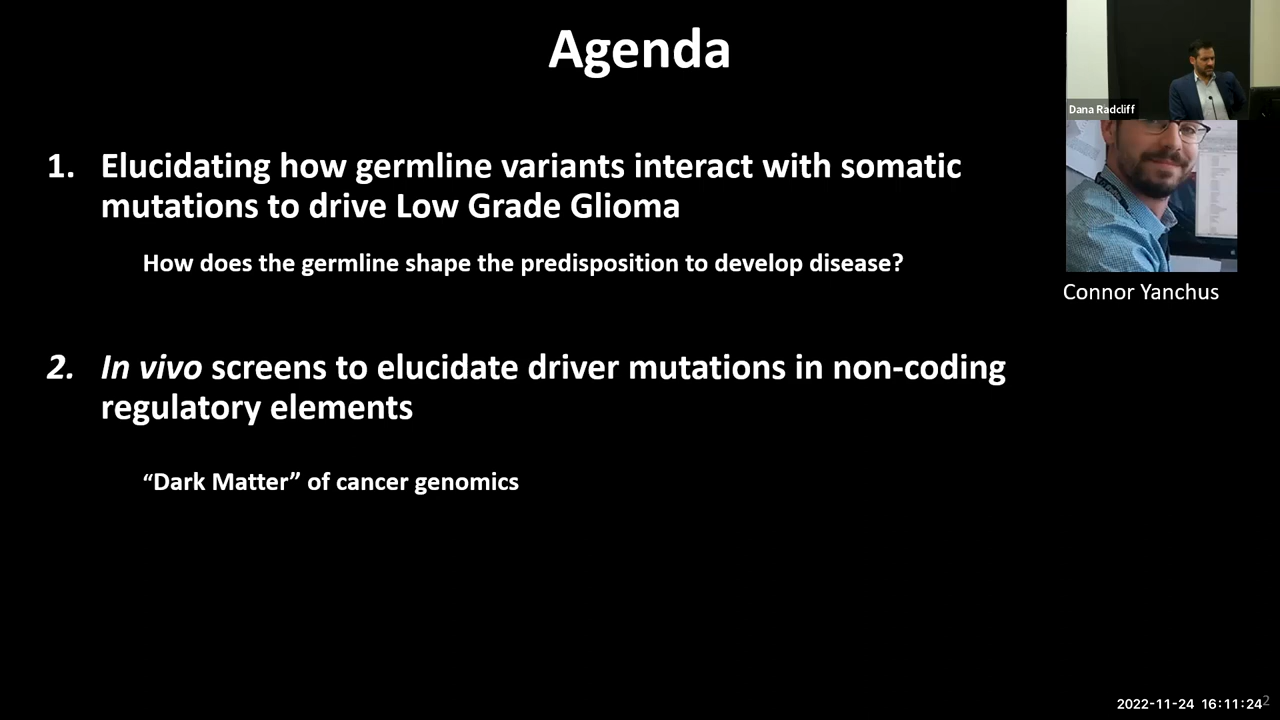 Agenda
Dana Radcliff
1. Elucidating how germline variants interact with somatic
mutations to drive Low Grade Glioma
How does the germline shape the predisposition to develop disease?
Connor Yanchus
2. In vivo screens to elucidate driver mutations in non-coding
regulatory elements
“Dark Matter” of cancer genomics
2022-11-24 16:11:24
2